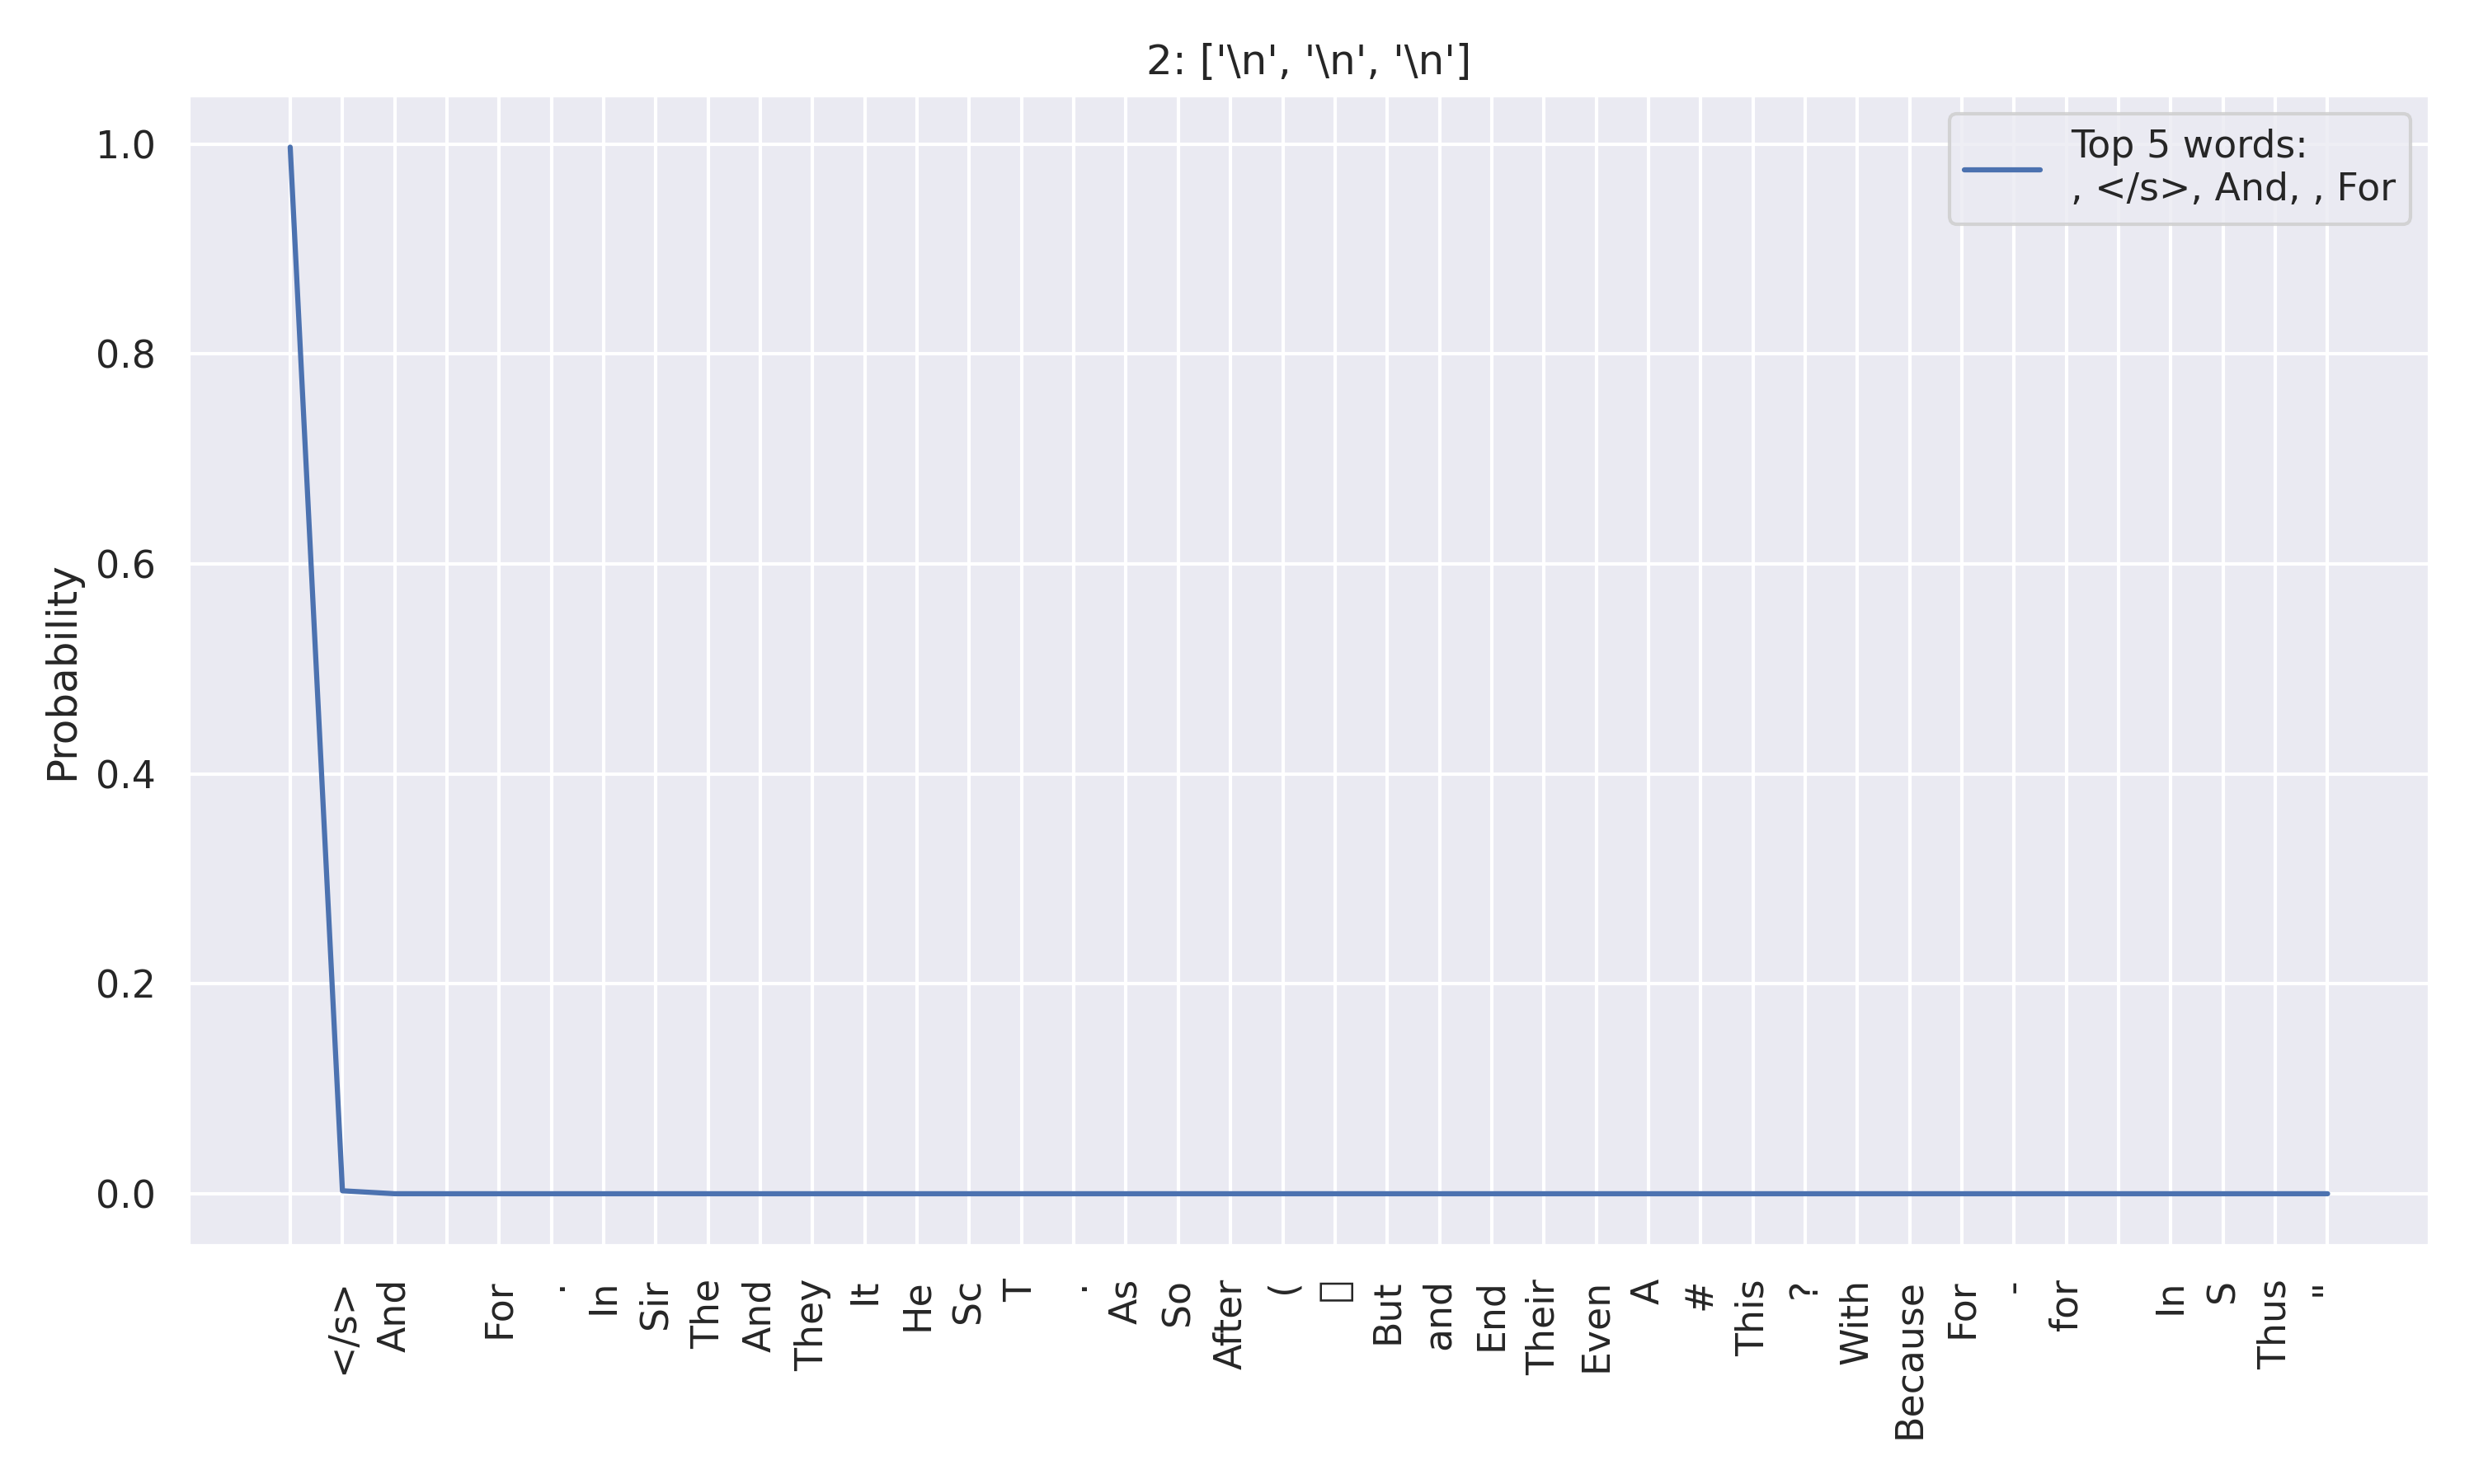 2: ['\n', '\n', '\n']
Top 5 words:
, </s>, And, , For
Probability
1.0
0.8
0.6
0.4
0.2
0.0
</s>
And
For
.
In
Sir
The
And
They
It
He
Sc
T
.
As
So
After
(
But
and
End
Their
Even
A
#
This
?
With
Because
For
-
for
In
S
Thus
"